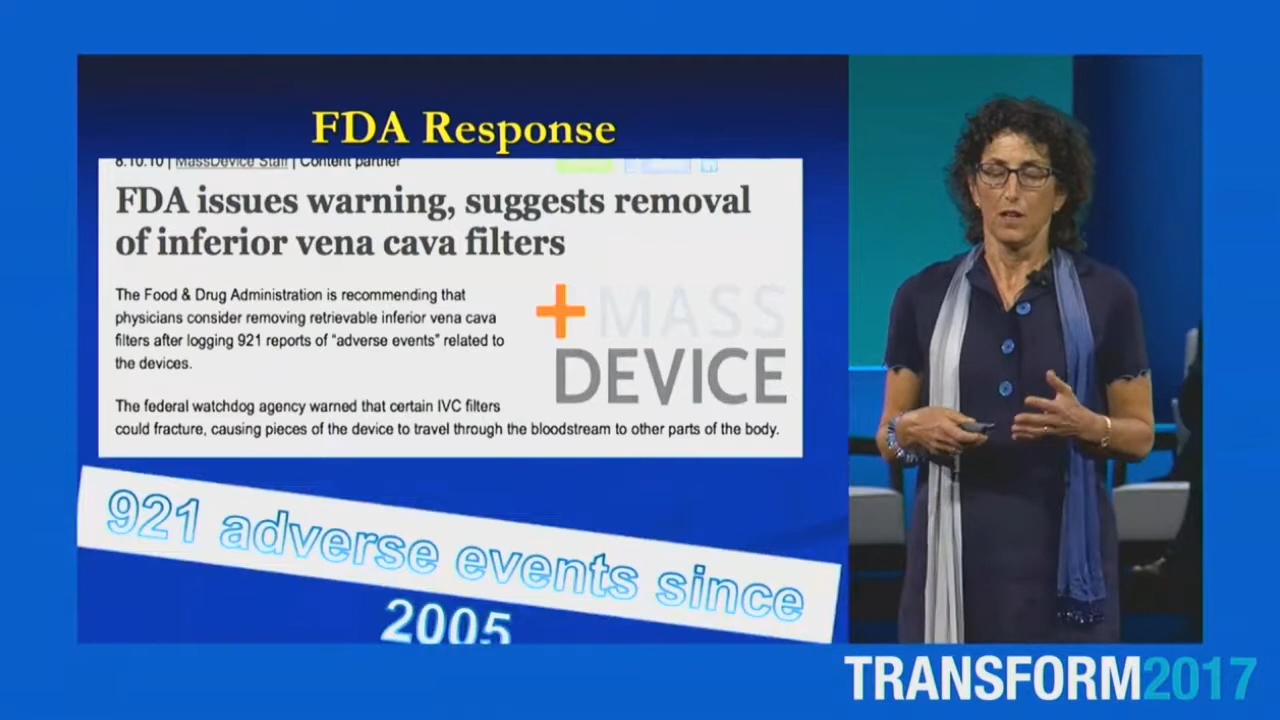 FDA Response
8.10.10 | MassDevice Staff | Content partner
FDA issues warning, suggests removal
of inferior vena cava filters
The Food & Drug Administration is recommending that
physicians consider removing retrievable inferior vena cava
filters after logging 921 reports of “adverse events” related to
the devices.
The federal watchdog agency warned that certain IVC filters
could fracture, causing pieces of the device to travel through the bloodstream to other parts of the body.
+MASS
DEVICE
921 adverse events since
2005
TRANSFORM2017